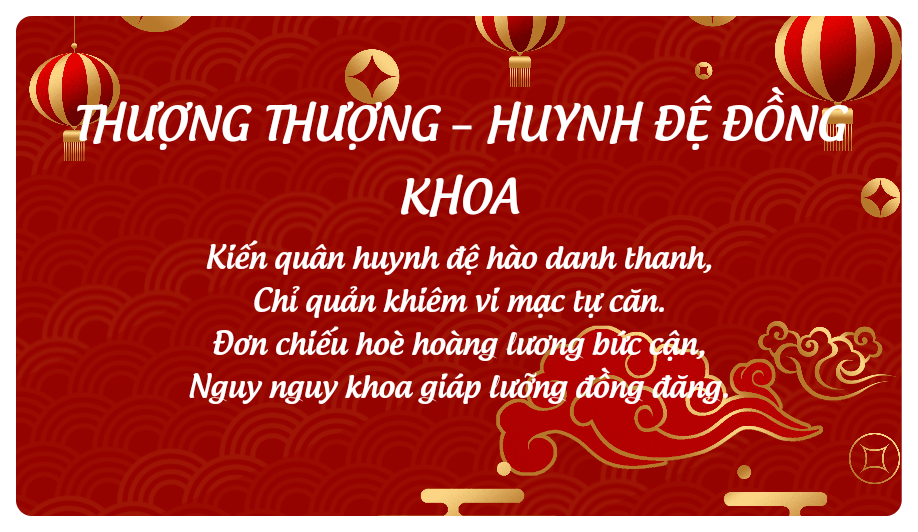 THƯỢNG THƯỢNG – HUYNH ĐỆ ĐỒNG
KHOA
Kiến quân huynh đệ hào danh thanh,
Chỉ quản khiêm vi mạc tự căn.
Đơn chiếu hoè hoàng lương bức cận,
Nguy nguy khoa giáp lưỡng đồng đăng.